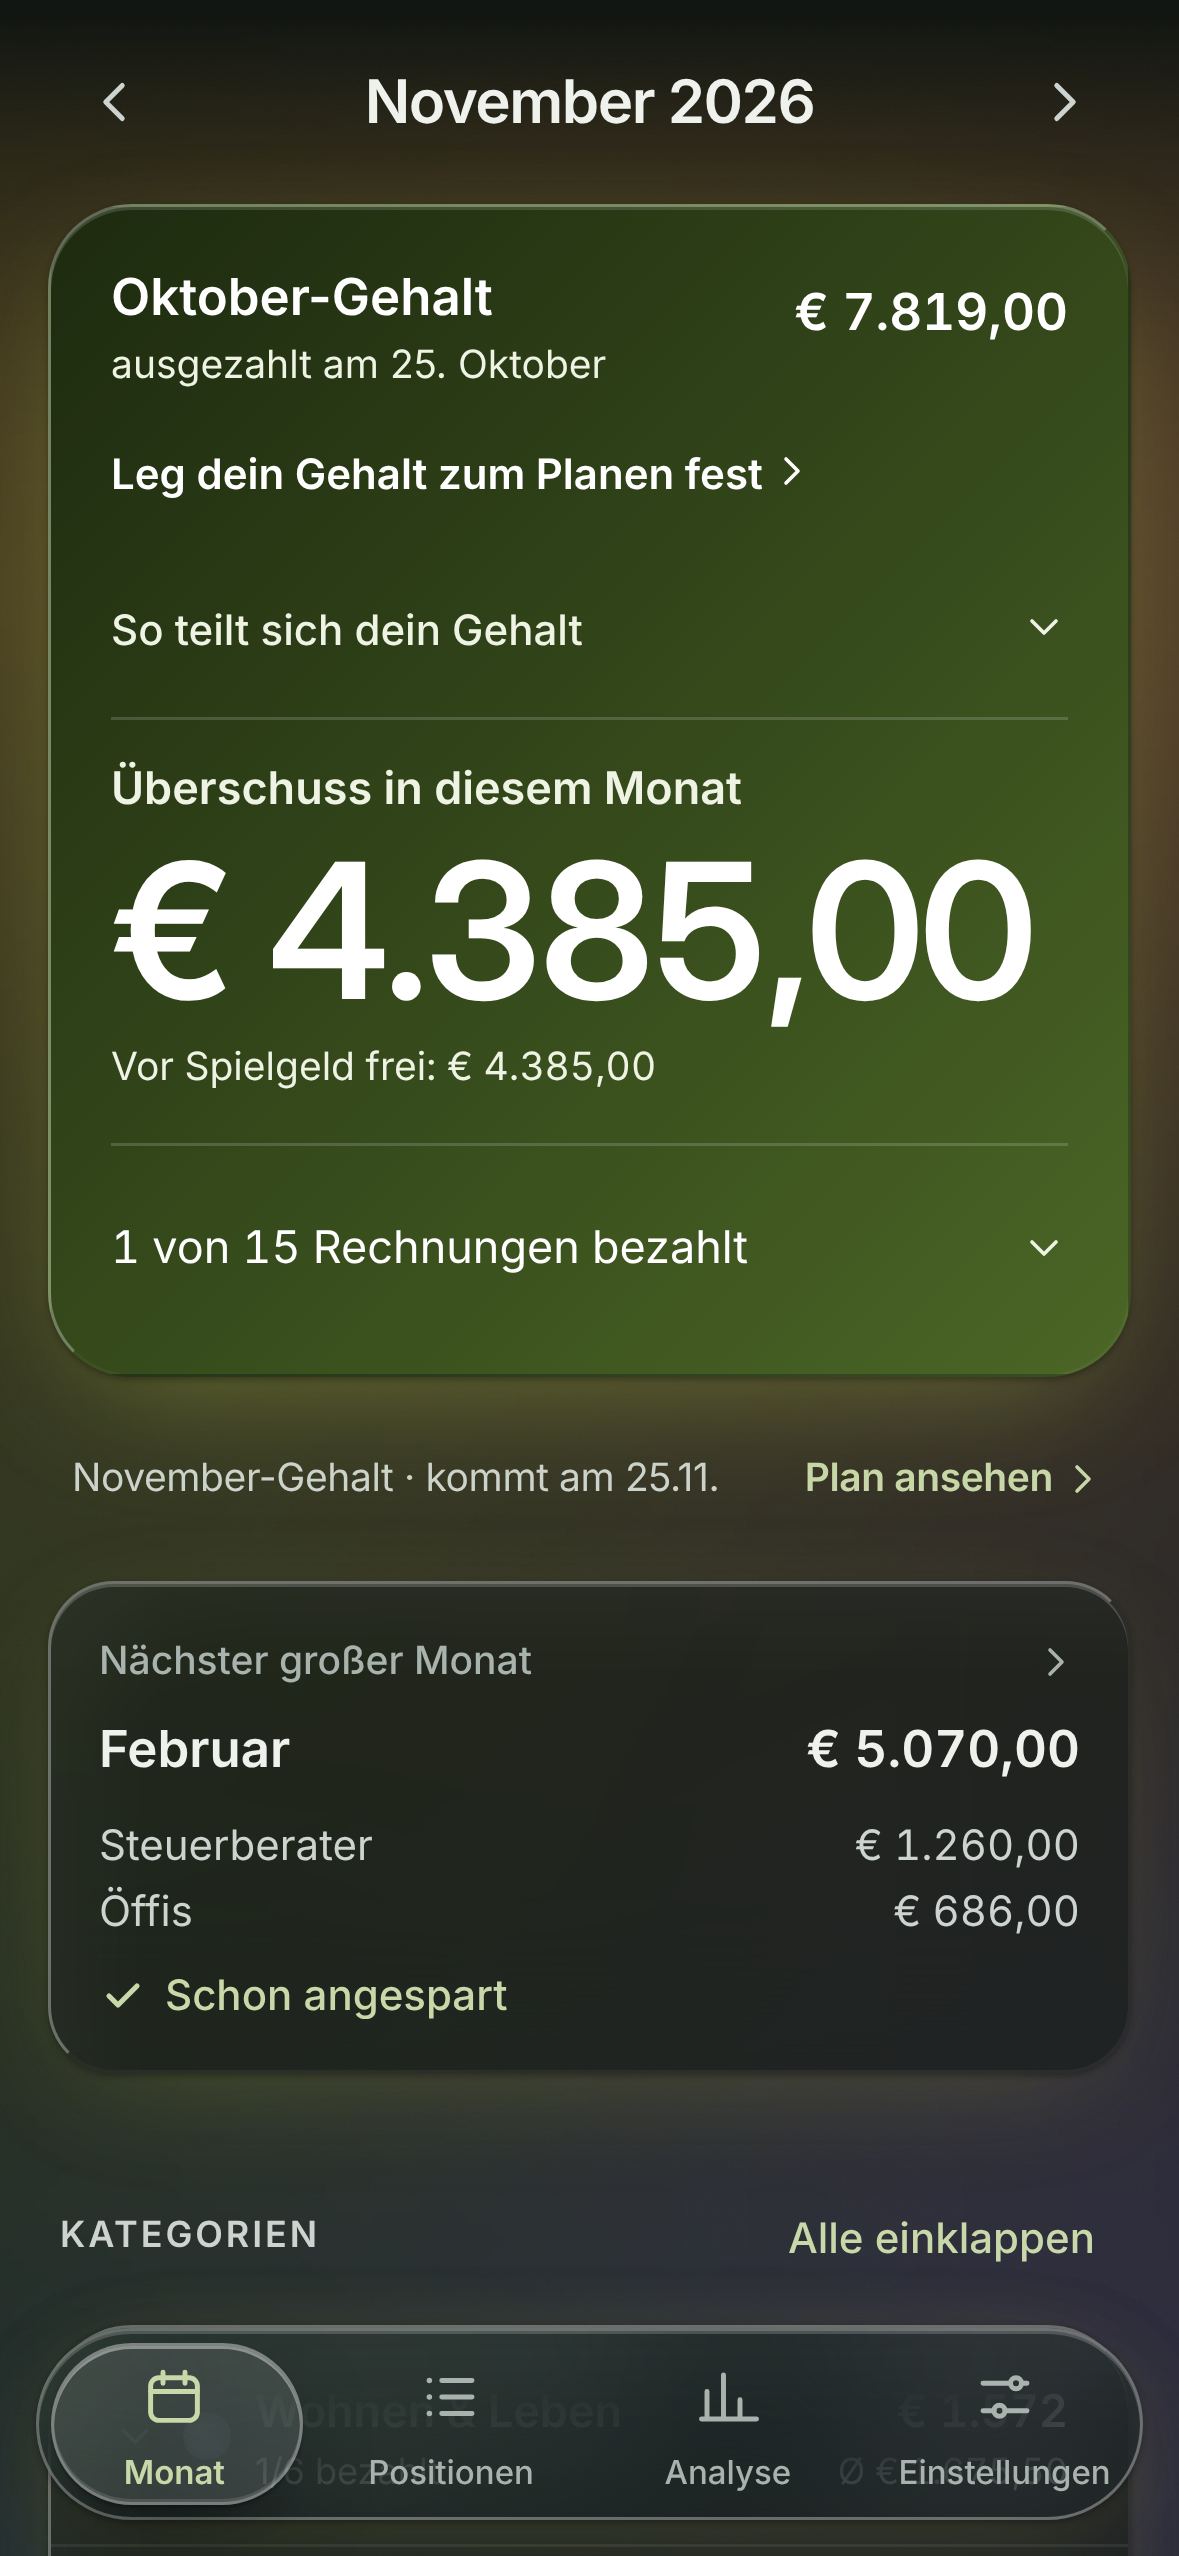 November 2026
Oktober-Gehalt
€ 7.819,00
ausgezahlt am 25. Oktober
Leg dein Gehalt zum Planen fest
So teilt sich dein Gehalt
Überschuss in diesem Monat
€ 4.385,00
Vor Spielgeld frei: € 4.385,00
1 von 15 Rechnungen bezahlt
November-Gehalt · kommt am 25.11.
Plan ansehen
Nächster großer Monat
Februar
€ 5.070,00
Steuerberater
€ 1.260,00
Öffis
€ 686,00
Schon angespart
KATEGORIEN
Alle einklappen
Wohnen & Leben
Monat
Positionen
Analyse
Einstellungen